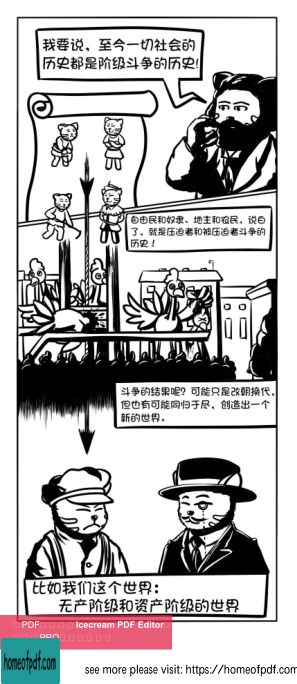 我要说，至今一切社会的
历史都是阶级斗争的历史！
自由民和奴隶、地主和农民，说白
了，就是压迫者和被压迫者斗争的
历史！
斗争的结果呢？可能只是改朝换代，
但也有可能同归于尽，创造出一个
新的世界。
比如我们这个世界：
无产阶级和资产阶级的世界
PDF Icecream PDF Editor
PRO
homeofpdf.com
see more please visit: https://homeofpdf.com